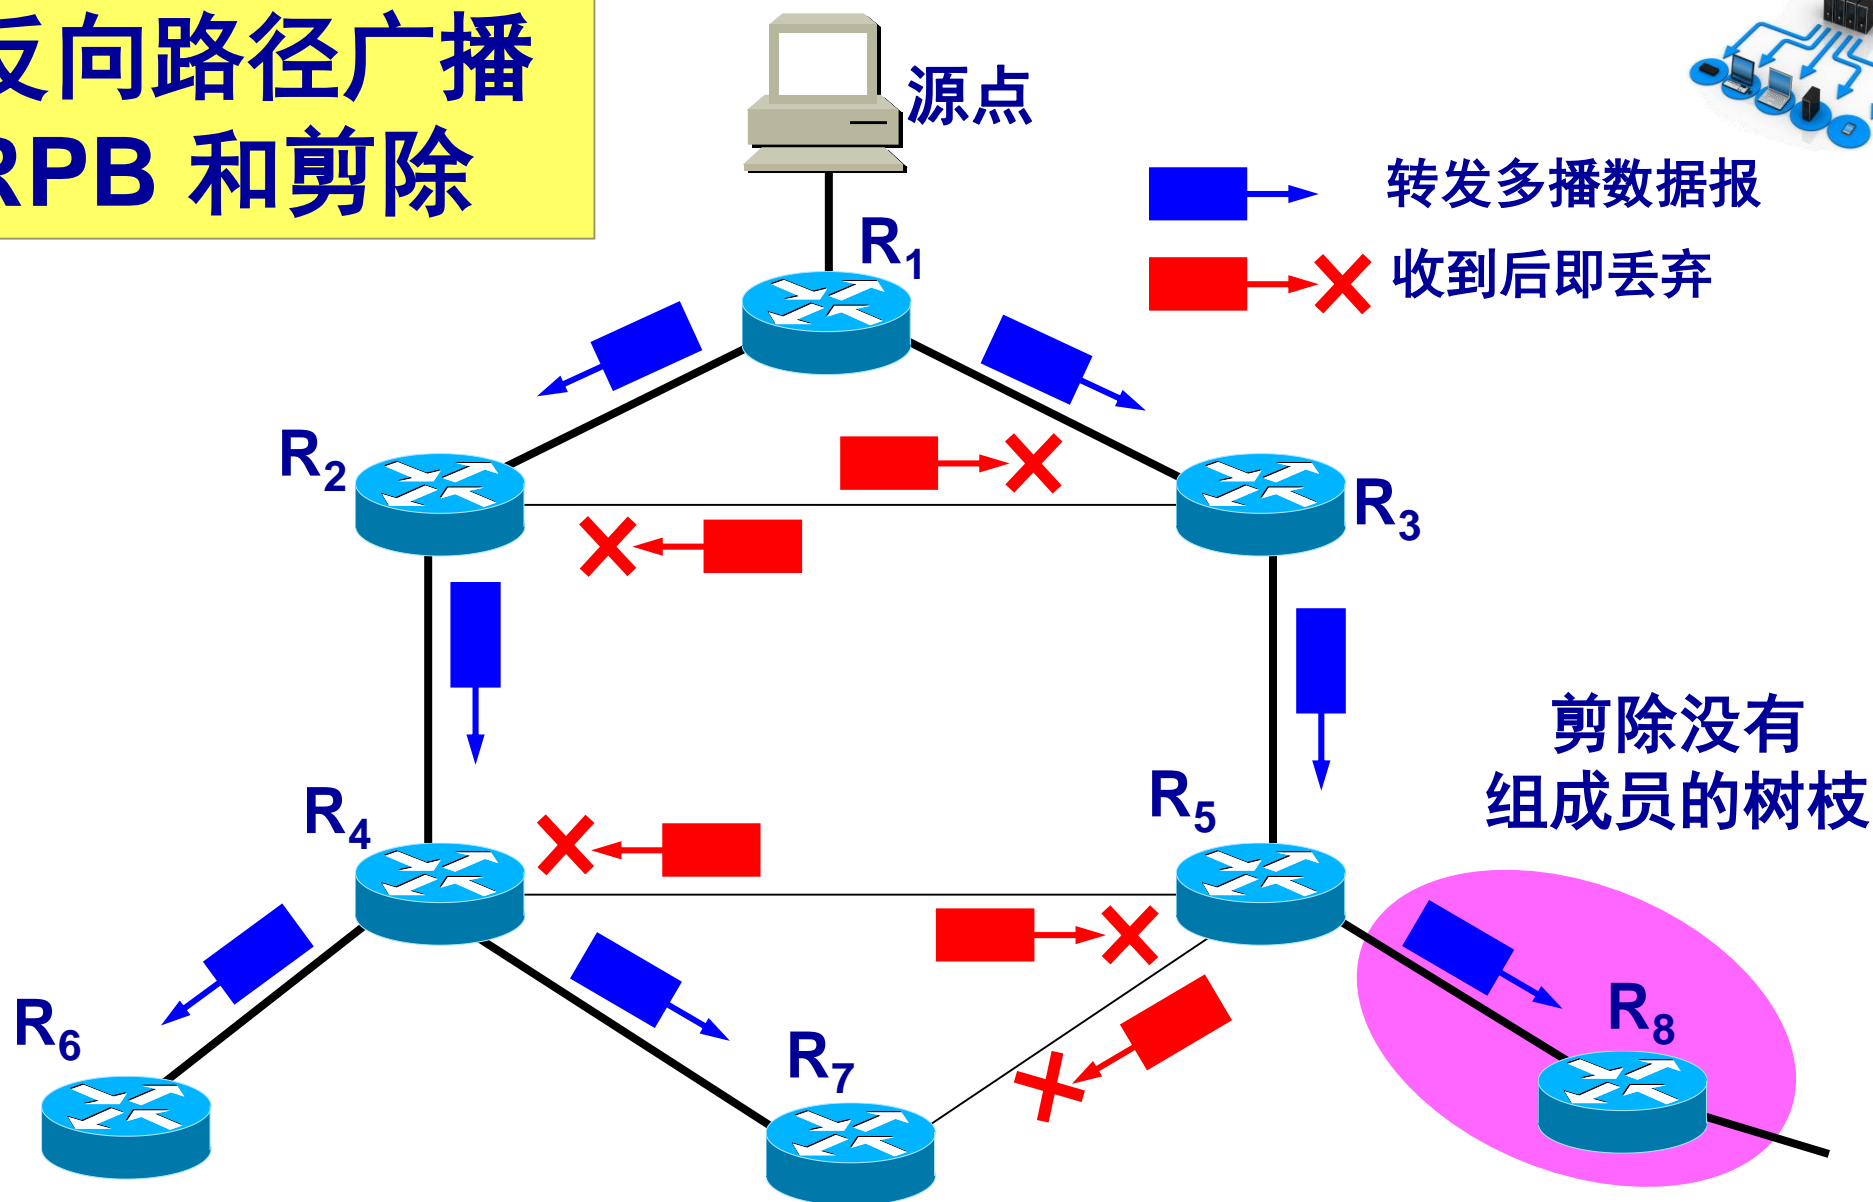 反向路径广播
RPB 和剪除
源点
转发多播数据报
收到后即丢弃
R1
R2
R3
剪除没有
组成员的树枝
R4
R5
R6
R7
R8